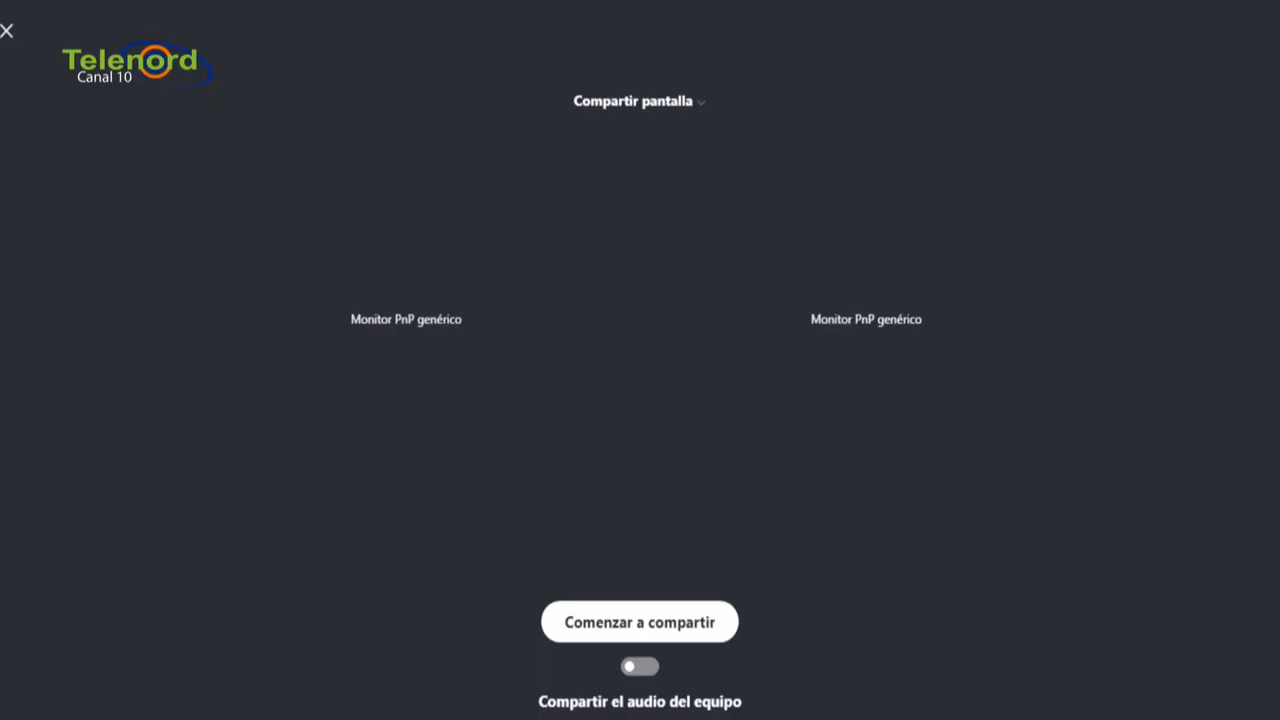 Telenord
Canal 10
Compartir pantalla
Monitor PnP genérico
Monitor PnP genérico
Comenzar a compartir
Compartir el audio del equipo